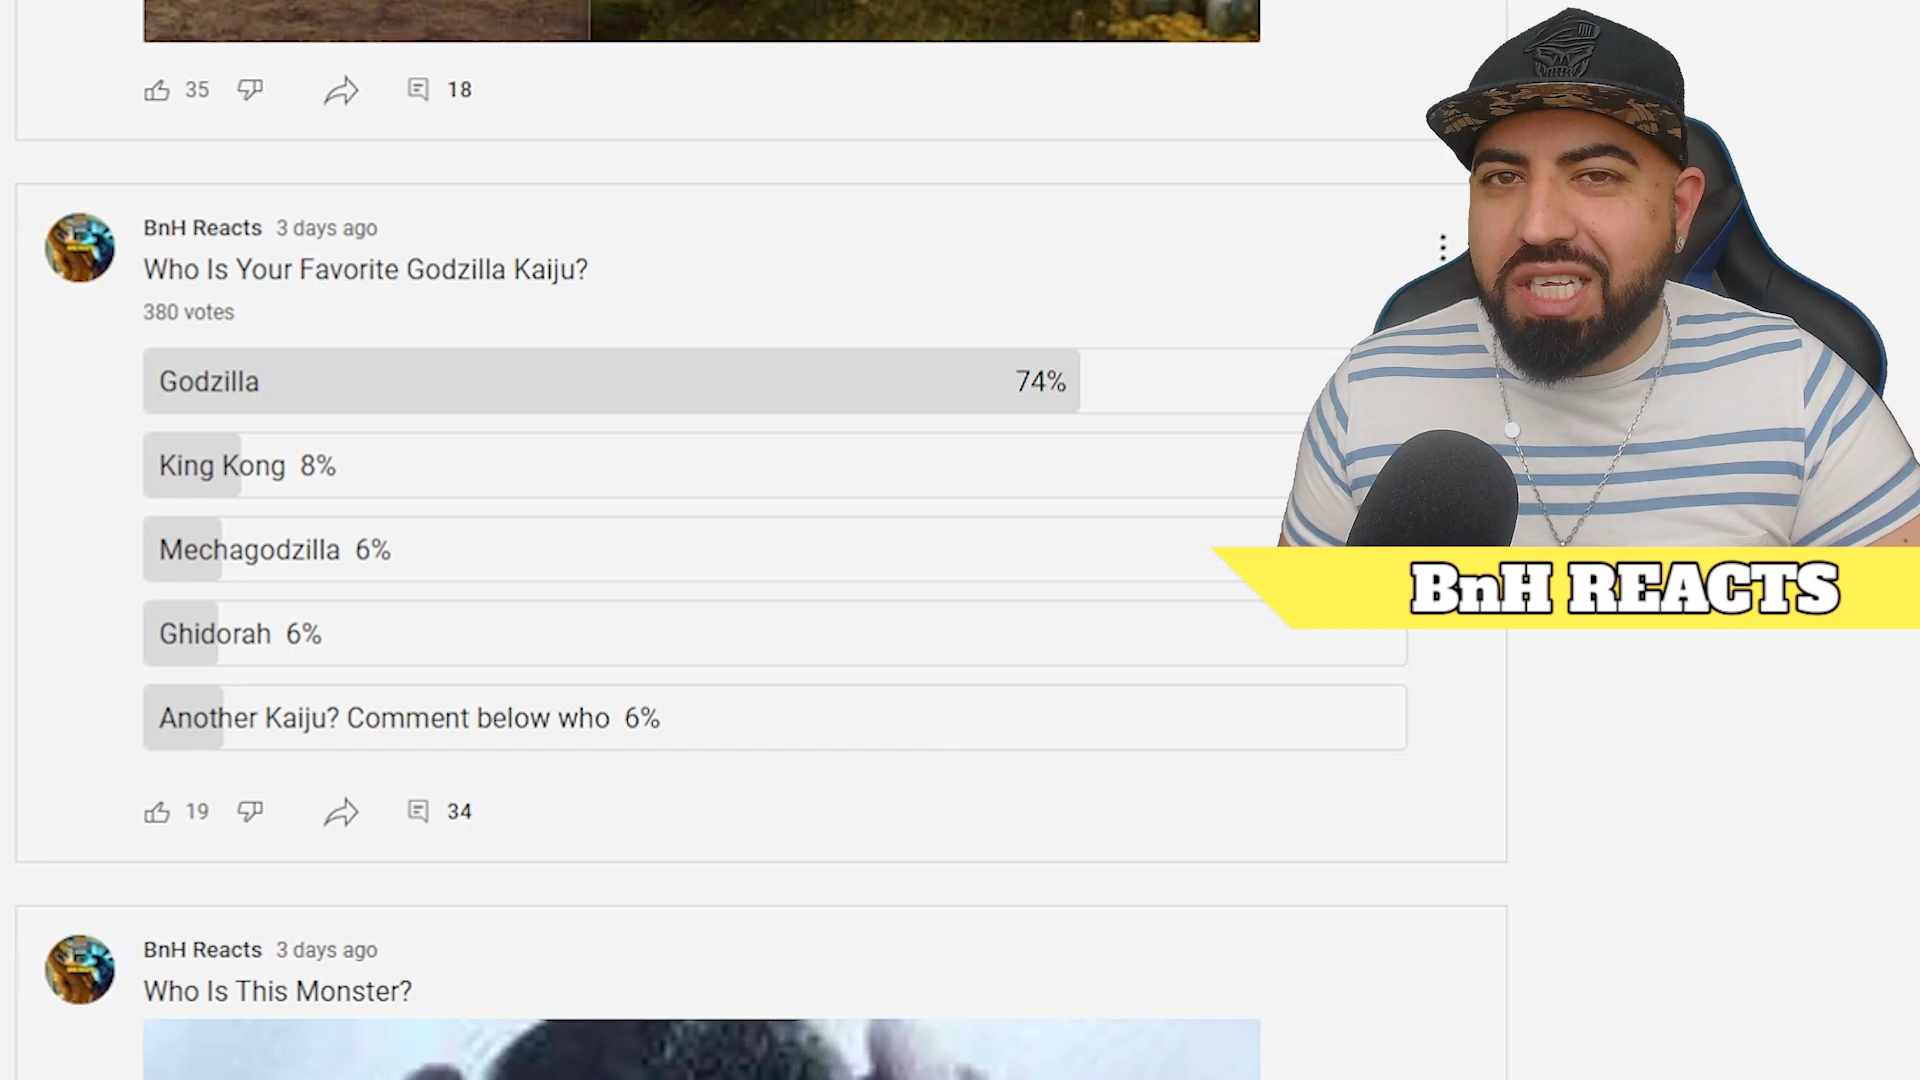 35
18
BnH Reacts 3 days ago
Who Is Your Favorite Godzilla Kaiju?
380 votes
Godzilla 74%
King Kong 8%
Mechagodzilla 6%
Ghidorah 6%
Another Kaiju? Comment below who 6%
19
34
BnH REACTS
BnH Reacts 3 days ago
Who Is This Monster?